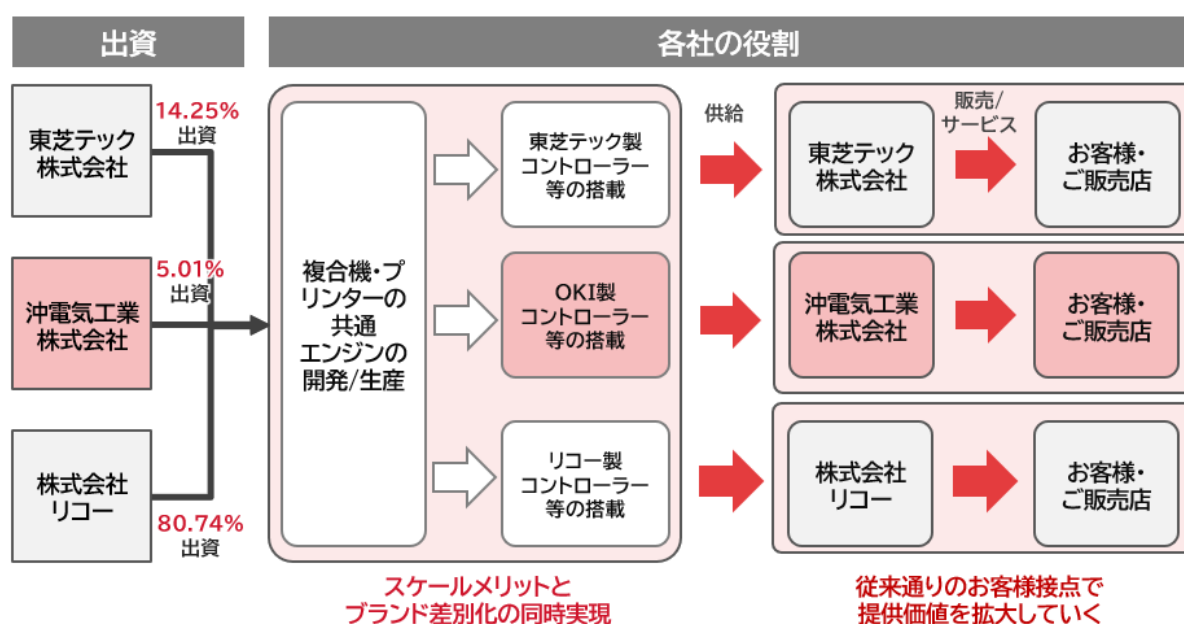 出資
各社の役割
東芝テック
株式会社
14.25%
出資
沖電気工業
株式会社
5.01%
出資
株式会社
リコー
80.74%
出資
複合機・プ
リンターの
共通
エンジンの
開発/生産
東芝テック製
コントローラー
等の搭載
OKI製
コントローラー
等の搭載
リコー製
コントローラー
等の搭載
スケールメリットと
ブランド差別化の同時実現
供給
東芝テック
株式会社
販売/
サービス
お客様・
ご販売店
沖電気工業
株式会社
お客様・
ご販売店
株式会社
リコー
お客様・
ご販売店
従来通りのお客様接点で
提供価値を拡大していく